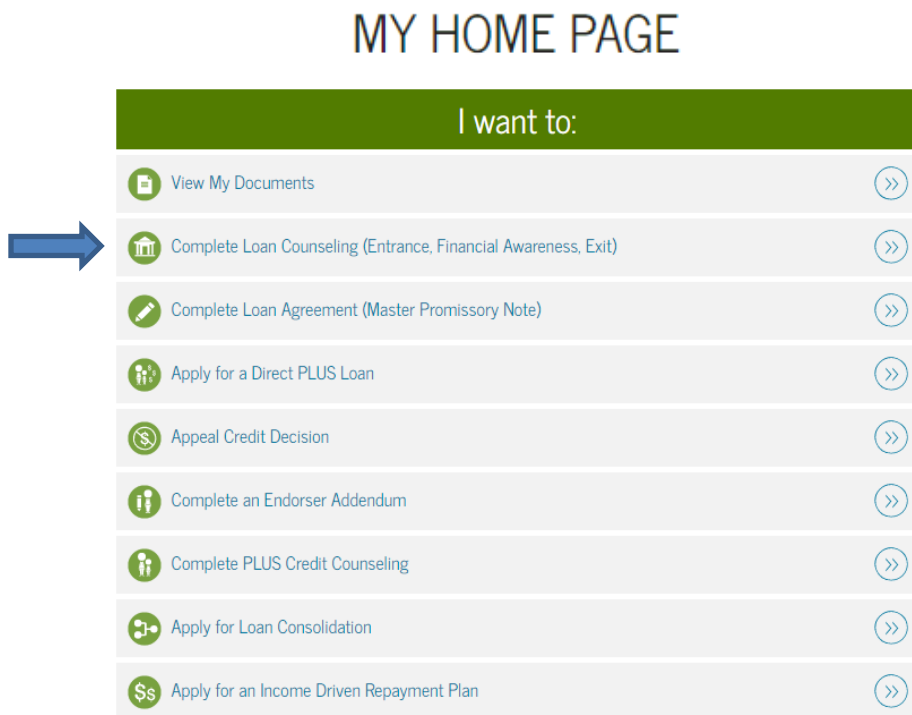 MY HOME PAGE
I want to:
View My Documents
Complete Loan Counseling (Entrance, Financial Awareness, Exit)
Complete Loan Agreement (Master Promissory Note)
Apply for a Direct PLUS Loan
Appeal Credit Decision
Complete an Endorser Addendum
Complete PLUS Credit Counseling
Apply for Loan Consolidation
Apply for an Income Driven Repayment Plan